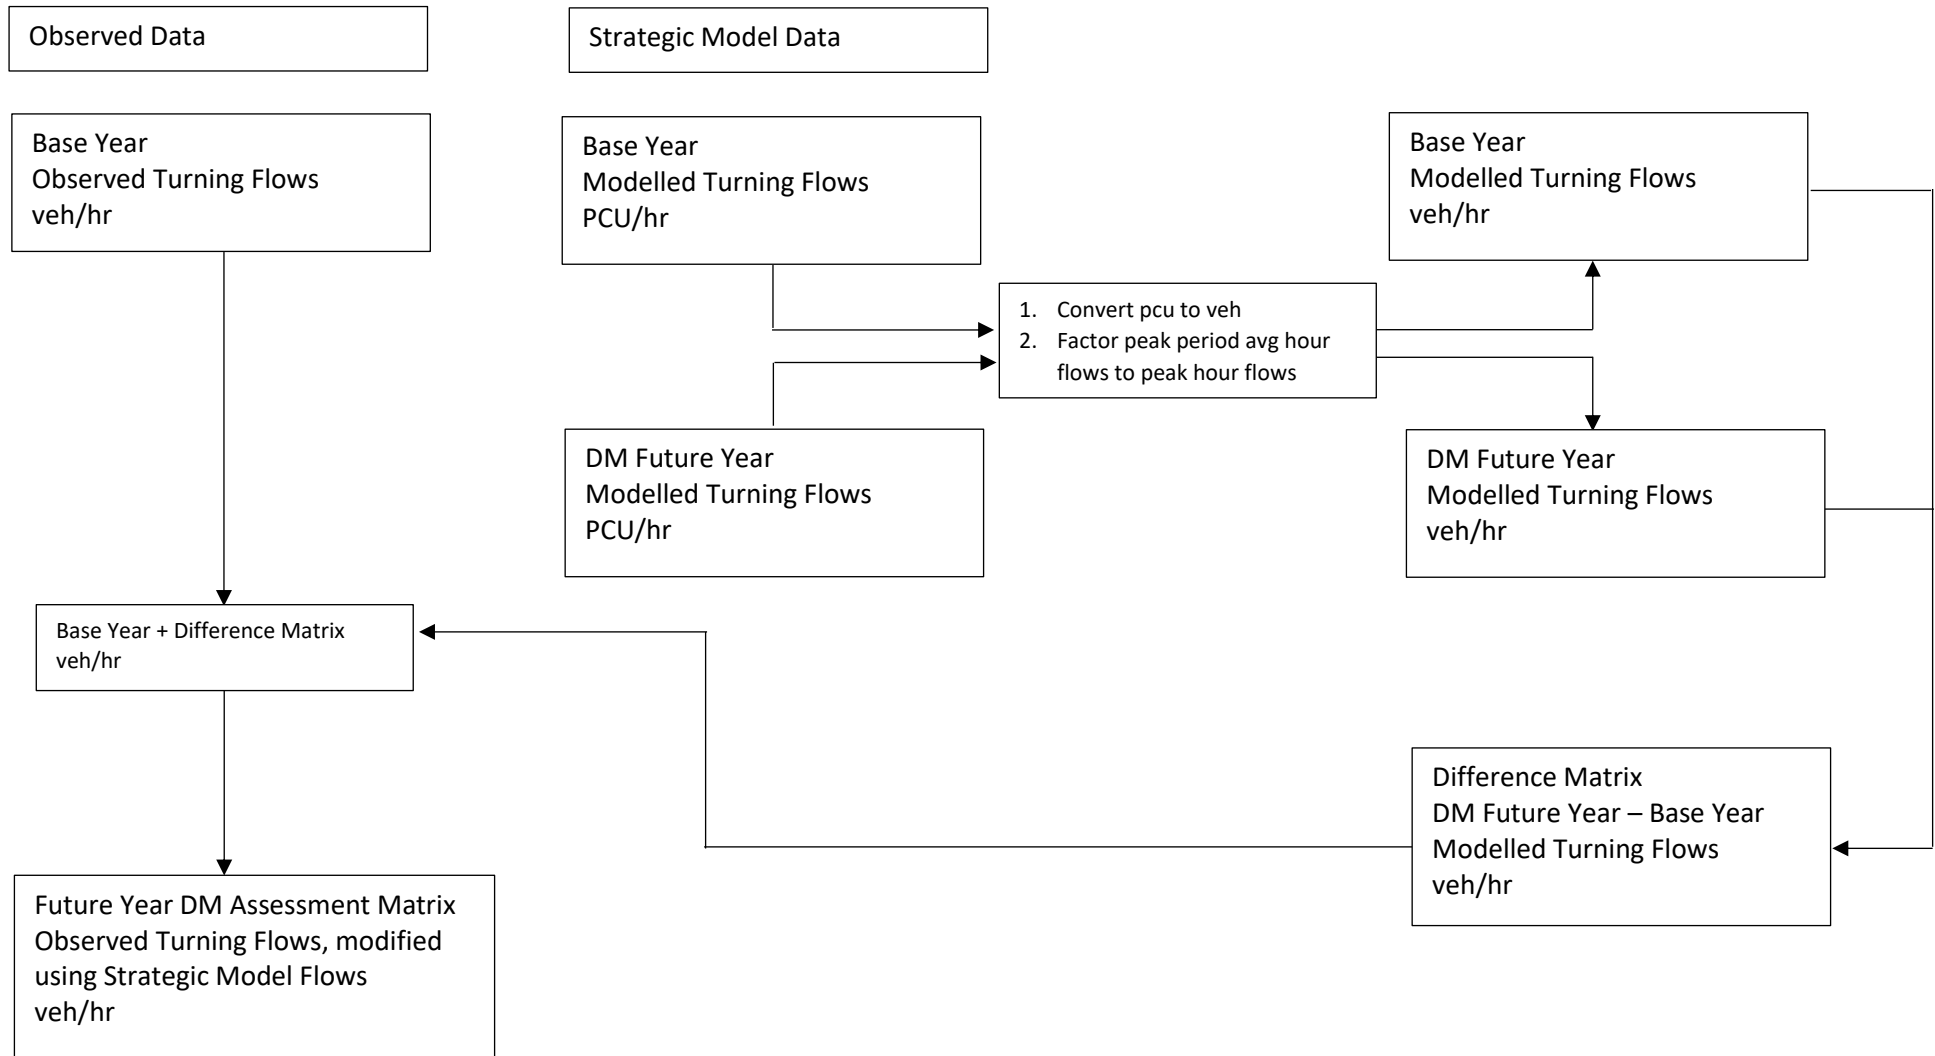 Observed Data
Strategic Model Data
Base Year
Observed Turning Flows
veh/hr
Base Year
Modelled Turning Flows
PCU/hr
Base Year
Modelled Turning Flows
veh/hr
1. Convert pcu to veh
2. Factor peak period avg hour
flows to peak hour flows
DM Future Year
Modelled Turning Flows
PCU/hr
DM Future Year
Modelled Turning Flows
veh/hr
Base Year + Difference Matrix
veh/hr
Difference Matrix
DM Future Year – Base Year
Modelled Turning Flows
veh/hr
Future Year DM Assessment Matrix
Observed Turning Flows, modified
using Strategic Model Flows
veh/hr